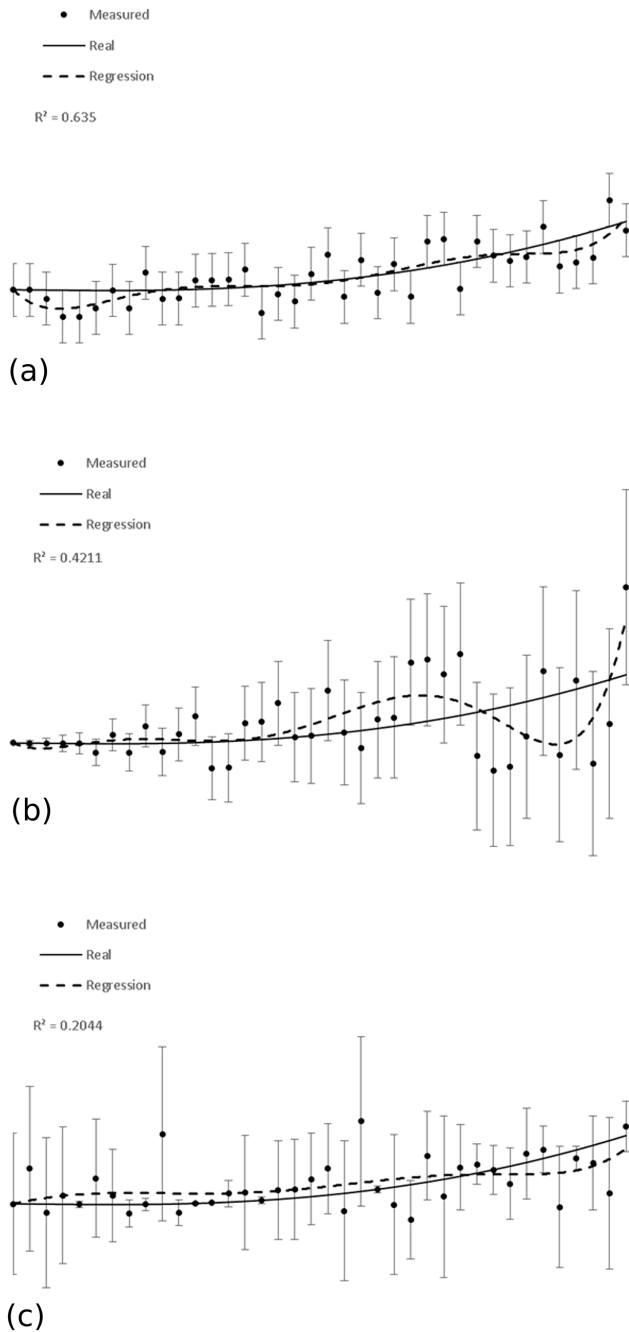 Measured
Real
Regression
R² = 0.635
(a)
Measured
Real
Regression
R² = 0.4211
(b)
Measured
Real
Regression
R² = 0.2044
(c)